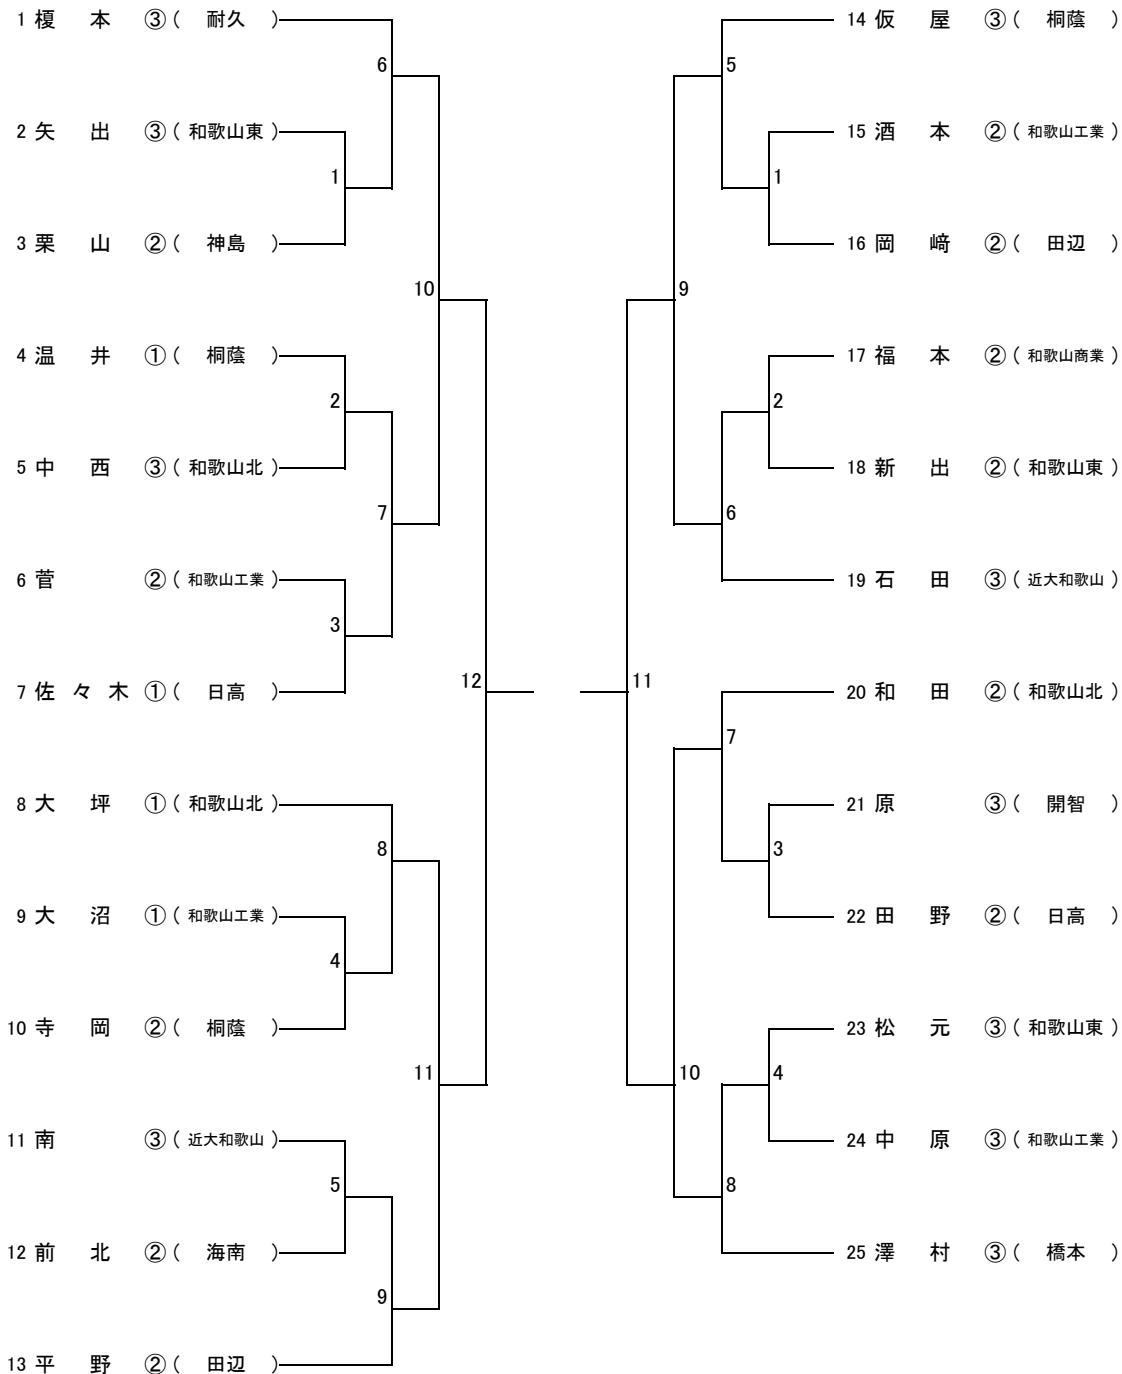 1 榎本 ③ ( 耐久 )
6
2 矢出 ③ ( 和歌山東 )
1
3 栗山 ② ( 神島 )
10
4 温井 ① ( 桐蔭 )
2
5 中西 ③ ( 和歌山北 )
7
6 菅 ② ( 和歌山工業 )
3
7 佐々木 ① ( 日高 )
12
8 大坪 ① ( 和歌山北 )
8
9 大沼 ① ( 和歌山工業 )
4
10 寺岡 ② ( 桐蔭 )
11
11 南 ③ ( 近大和歌山 )
5
12 前北 ② ( 海南 )
9
13 平野 ② ( 田辺 )
14 仮屋 ③ ( 桐蔭 )
5
15 酒本 ② ( 和歌山工業 )
1
16 岡﨑 ② ( 田辺 )
9
17 福本 ② ( 和歌山商業 )
2
18 新出 ② ( 和歌山東 )
6
19 石田 ③ ( 近大和歌山 )
11
20 和田 ② ( 和歌山北 )
7
21 原 ③ ( 開智 )
3
22 田野 ② ( 日高 )
23 松元 ③ ( 和歌山東 )
10
4
24 中原 ③ ( 和歌山工業 )
8
25 澤村 ③ ( 橋本 )